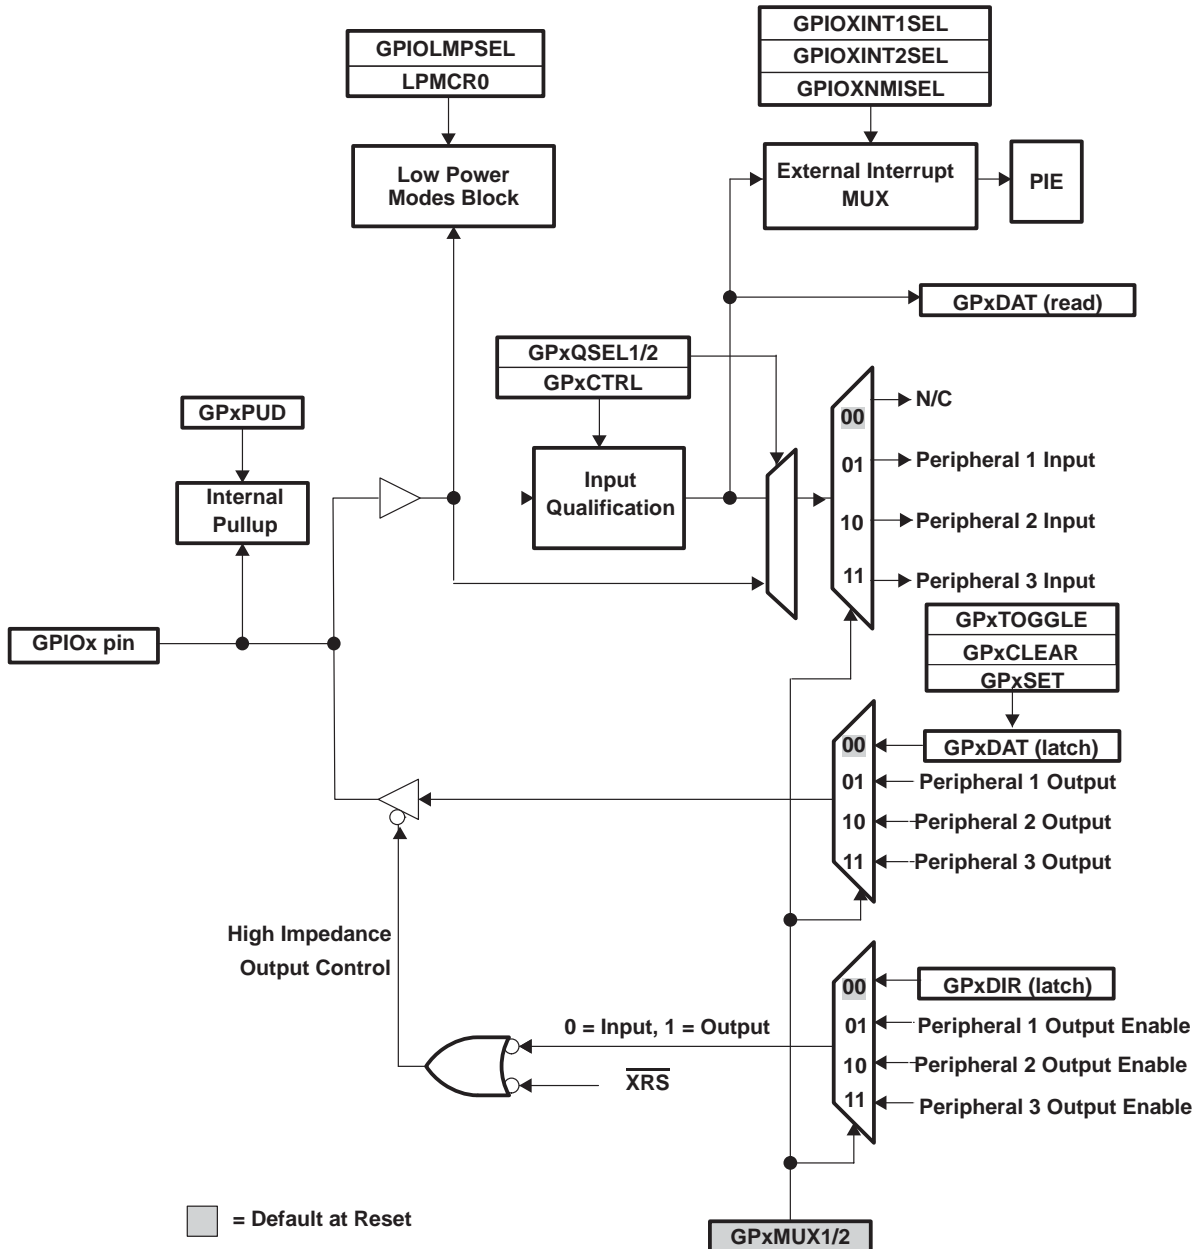 GPIOLMPSEL
LPMCR0
GPIOXINT1SEL
GPIOXINT2SEL
GPIOXNMISEL
Low Power
Modes Block
External Interrupt
MUX
PIE
GPxDAT (read)
GPxQSEL1/2
GPxCTRL
GPxPUD
Internal
Pullup
Input
Qualification
00
01
10
11
N/C
Peripheral 1 Input
Peripheral 2 Input
Peripheral 3 Input
GPIOx pin
GPxTOGGLE
GPxCLEAR
GPxSET
00
01
10
11
GPxDAT (latch)
Peripheral 1 Output
Peripheral 2 Output
Peripheral 3 Output
High Impedance
Output Control
00
01
10
11
GPxDIR (latch)
Peripheral 1 Output Enable
Peripheral 2 Output Enable
Peripheral 3 Output Enable
0 = Input, 1 = Output
XRS
= Default at Reset
GPxMUX1/2